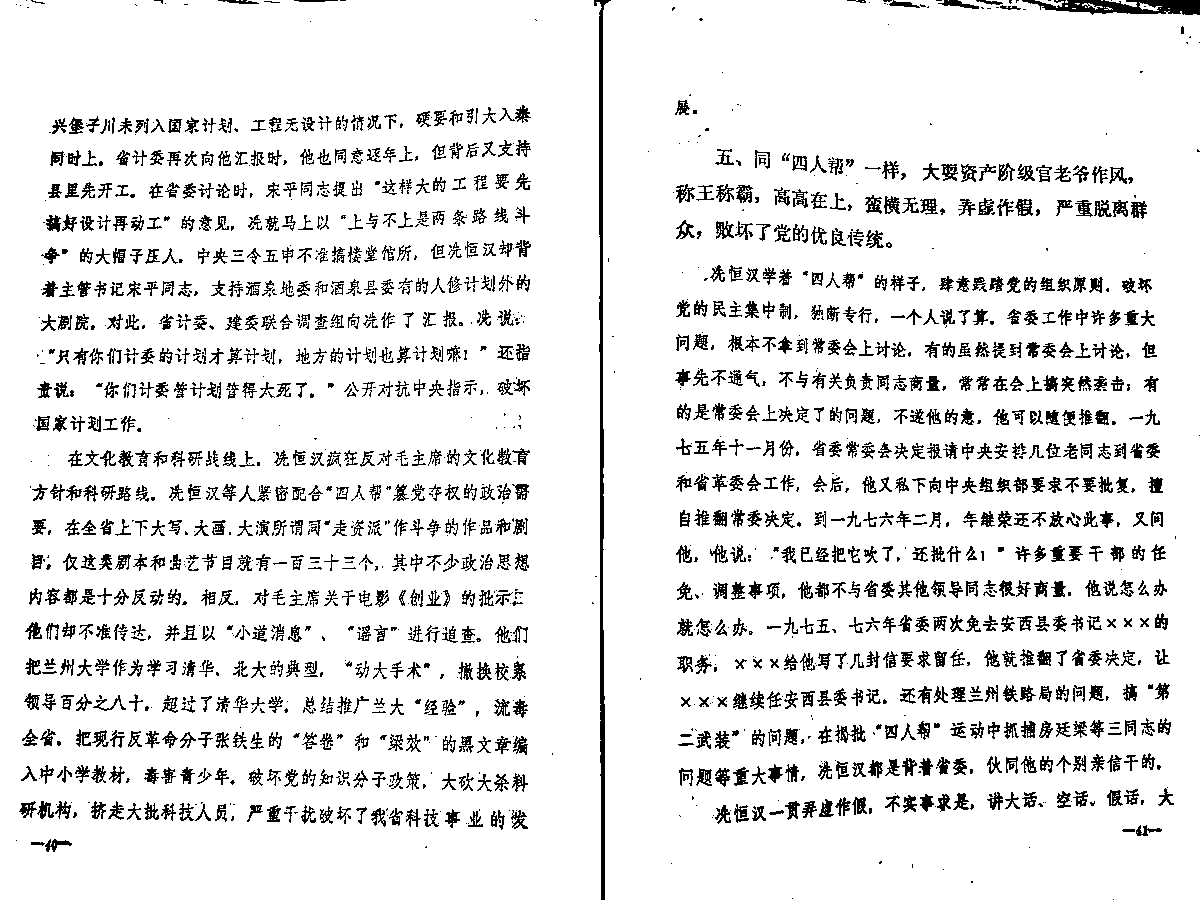 兴堡子川未列入国家计划、工程无设计的情况下，硬要和引大入秦
同时上。省计委再次向他汇报时，他也同意逐年上，但背后又支持
县里先开工。在省委讨论时，宋平同志提出“这样大的工程要先
搞好设计再动工”的意见，冼就马上以“上与不上是两条路线斗
争”的大帽子压人。中央三令五申不准搞楼堂馆所，但冼恒汉却背
着主管书记宋平同志，支持酒泉地委和酒泉县委有的人修计划外的
大剧院。对此，省计委、建委联合调查组向冼作了汇报。冼说：
“只有你们计委的计划才算计划，地方的计划也算计划嘛！”还指
责说：“你们计委管计划管得太死了。”公开对抗中央指示，破坏
国家计划工作。
在文化教育和科研战线上，冼恒汉疯狂反对毛主席的文化教育
方针和科研路线。冼恒汉等人紧密配合“四人帮”篡党夺权的政治需
要，在全省上下大写、大画、大演所谓同“走资派”作斗争的作品和剧
目，仅这类剧本和曲艺节目就有一百三十三个，其中不少政治思想
内容都是十分反动的。相反，对毛主席关于电影《创业》的批示，
他们却不准传达，并且以“小道消息”、“谣言”进行追查。他们
把兰州大学作为学习清华、北大的典型，“动大手术”，撤换校系
领导百分之八十，超过了清华大学。总结推广兰大“经验”，流毒
全省。把现行反革命分子张铁生的“答卷”和“梁效”的黑文章编
入中小学教材，毒害青少年。破坏党的知识分子政策，大砍大杀科
研机构，挤走大批科技人员，严重干扰破坏了我省科技事业的发
—40—
展。
五、同“四人帮”一样，大耍资产阶级官老爷作风，
称王称霸，高高在上，蛮横无理，弄虚作假，严重脱离群
众，败坏了党的优良传统。
冼恒汉学着“四人帮”的样子，肆意践踏党的组织原则，破坏
党的民主集中制，独断专行，一个人说了算。省委工作中许多重大
问题，根本不拿到常委会上讨论，有的虽然提到常委会上讨论，但
事先不通气，不与有关负责同志商量，常常在会上搞突然袭击；有
的是常委会上决定了的问题，不遂他的意，他可以随便推翻。一九
七五年十一月份，省委常委会决定报请中央安排几位老同志到省委
和省革委会工作，会后，他又私下向中央组织部要求不要批复，擅
自推翻常委决定。到一九七六年二月，年继荣还不放心此事，又问
他，他说：“我已经把它吹了，还批什么！”许多重要干部的任
免、调整事项，他都不与省委其他领导同志很好商量，他说怎么办
就怎么办。一九七五、七六年省委两次免去安西县委书记×××的
职务，×××给他写了几封信要求留任，他就推翻了省委决定，让
×××继续任安西县委书记。还有处理兰州铁路局的问题，搞“第
二武装”的问题，在揭批“四人帮”运动中抓捕房廷梁等三同志的
问题等重大事情，冼恒汉都是背着省委，伙同他的个别亲信干的。
冼恒汉一贯弄虚作假，不实事求是，讲大话、空话、假话，大
—41—